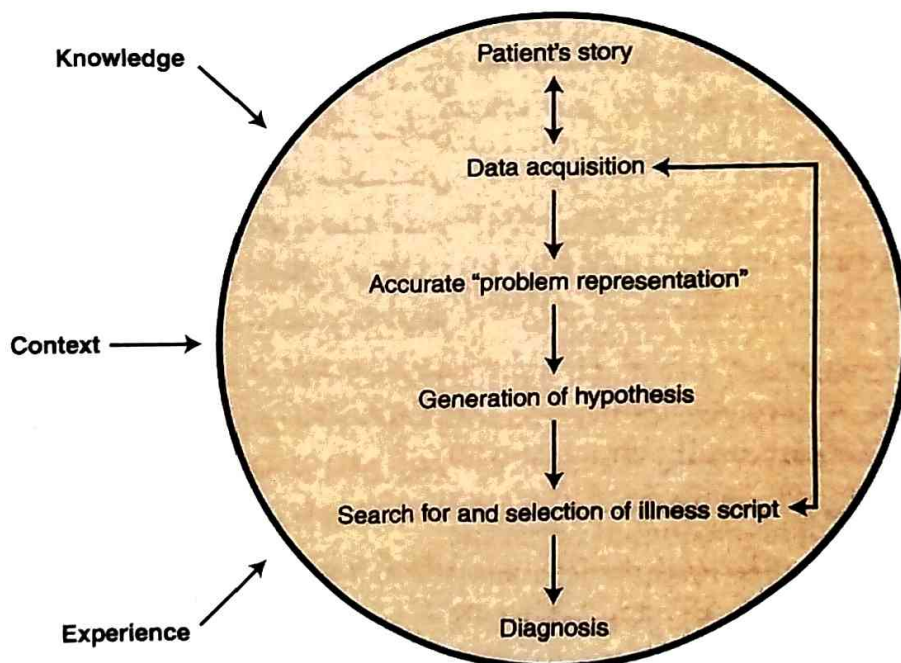 Knowledge
Context
Experience
Patient's story
Data acquisition
Accurate “problem representation”
Generation of hypothesis
Search for and selection of illness script
Diagnosis